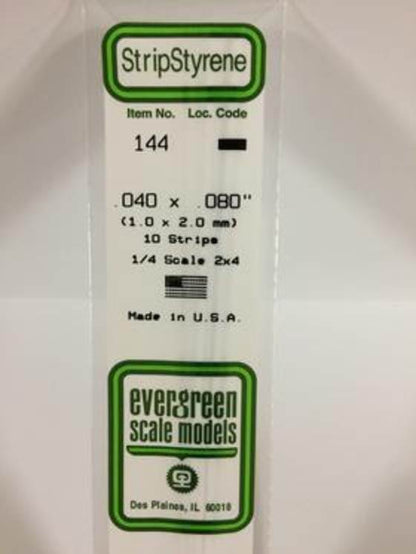 StripStyrene
Item No. Loc. Code
144
.040 x .080"
(1.0 x 2.0 mm)
10 Strips
1/4 Scale 2x4
Made in U.S.A.
evergreen
scale models
Des Plaines, IL 60018